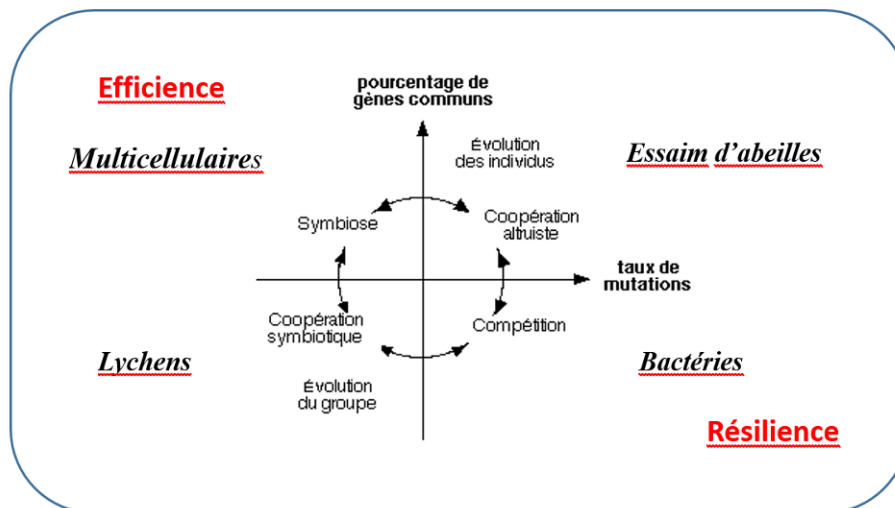 Efficience
pourcentage de
gènes communs
Multicellulaires
Évolution
des individus
Essaim d'abeilles
Symbiose
Coopération
altruiste
taux de
mutations
Coopération
symbiotique
Compétition
Lychens
Bactéries
Évolution
du groupe
Résilience